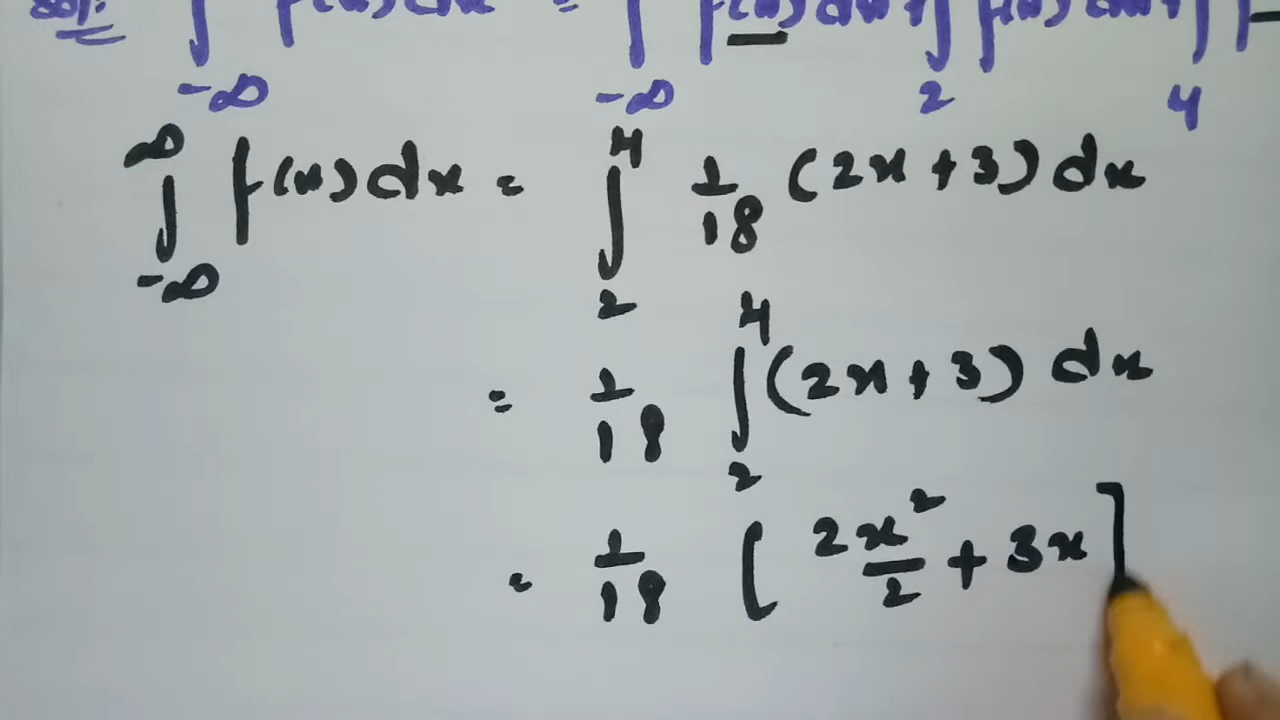 Sol:- ∫ f(x) dx = ∫ f(x) dx + ∫ f(x) dx + ∫ f
-∞ -∞ 2 4
∞∫-∞ f(x) dx = 4∫2 1/18 (2x + 3) dx
= 1/18 4∫2 (2x + 3) dx
= 1/18 [ 2x²/2 + 3x ]